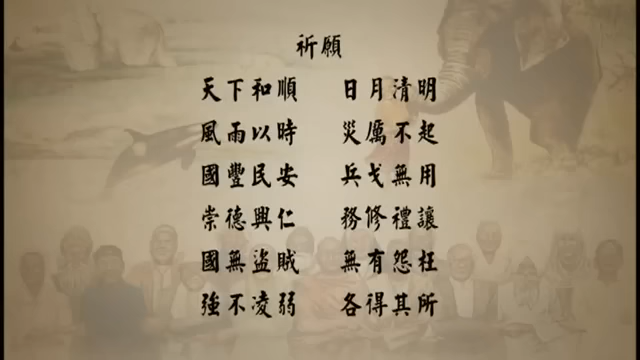 祈願
天下和順 日月清明
風雨以時 災厲不起
國豐民安 兵戈無用
崇德興仁 務修禮讓
國無盜賊 無有怨枉
強不凌弱 各得其所